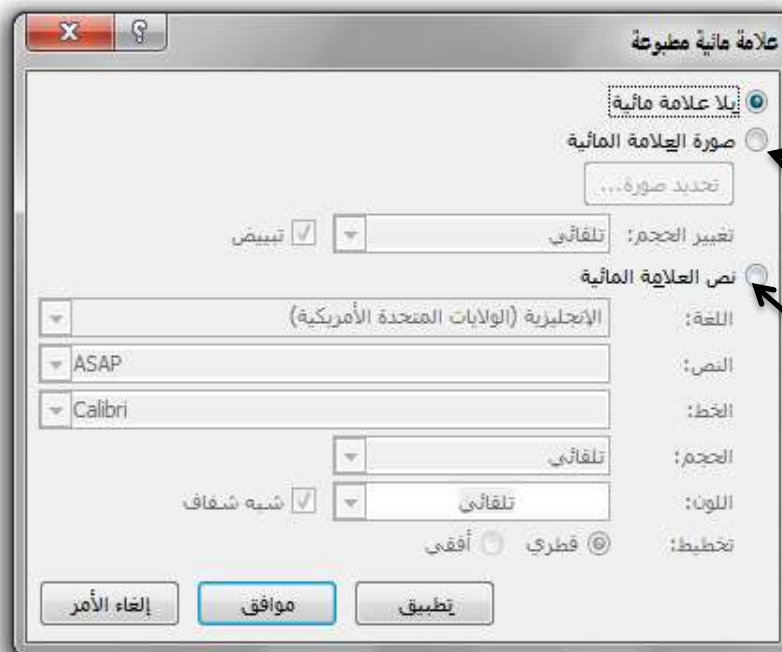 علامة مائية مطبوعة
بلا علامة مائية
صورة العلامة المائية
تحديد صورة...
تغيير الحجم: تلقائي تبييض
نص العلامة المائية
اللغة: الإنجليزية (الولايات المتحدة الأمريكية)
النص: ASAP
الخط: Calibri
الحجم: تلقائي
اللون: تلقائي شبه شفاف
تخطيط: قطري أفقي
تطبيق موافق إلغاء الأمر